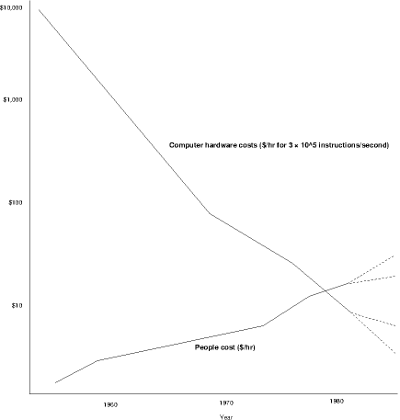 $10,000
Computer hardware costs ($/hr for 3 × 10^5 instructions/second)
$1,000
$100
$10
People cost ($/hr)
1960
1970
1980
Year